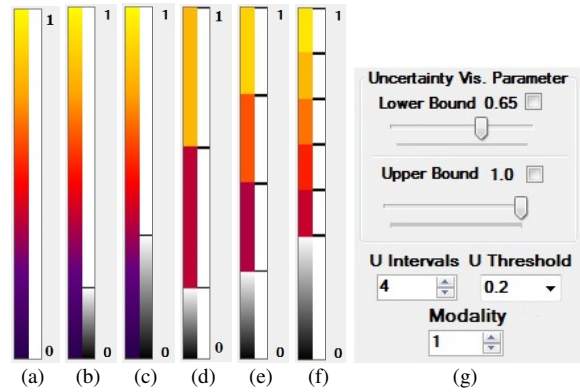 1 1 1 1 1 1
0 0 0 0 0 0
(a) (b) (c) (d) (e) (f) (g)
Uncertainty Vis. Parameter
Lower Bound 0.65
Upper Bound 1.0
U Intervals U Threshold
4 0.2
Modality
1